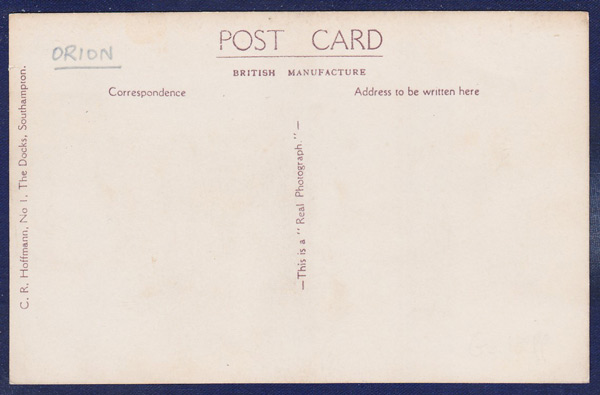 ORION
POST CARD
BRITISH MANUFACTURE
Correspondence
Address to be written here
C. R. Hoffmann, No 1. The Docks, Southampton.
—This is a "Real Photograph"—